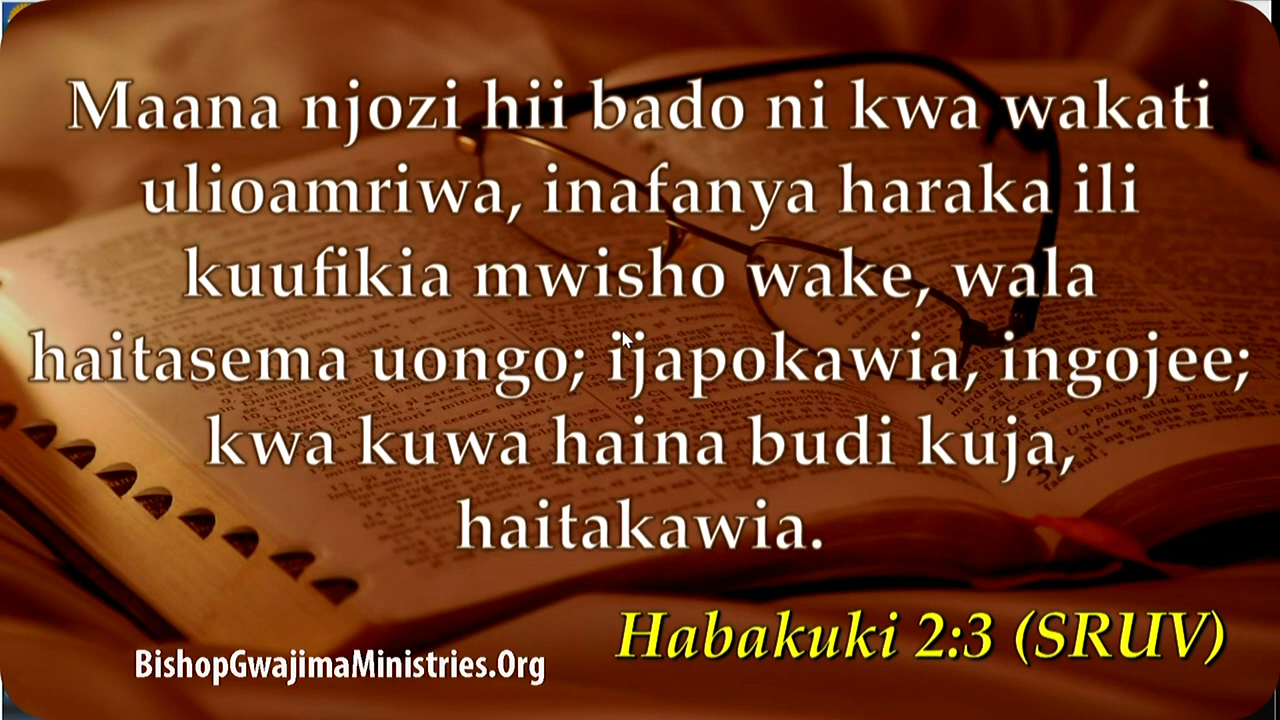 Maana njozi hii bado ni kwa wakati
ulioamriwa, inafanya haraka ili
kuufikia mwisho wake, wala
haitasema uongo; ijapokawia, ingojee;
kwa kuwa haina budi kuja,
haitakawia.
Habakuki 2:3 (SRUV)
BishopGwajimaMinistries.Org